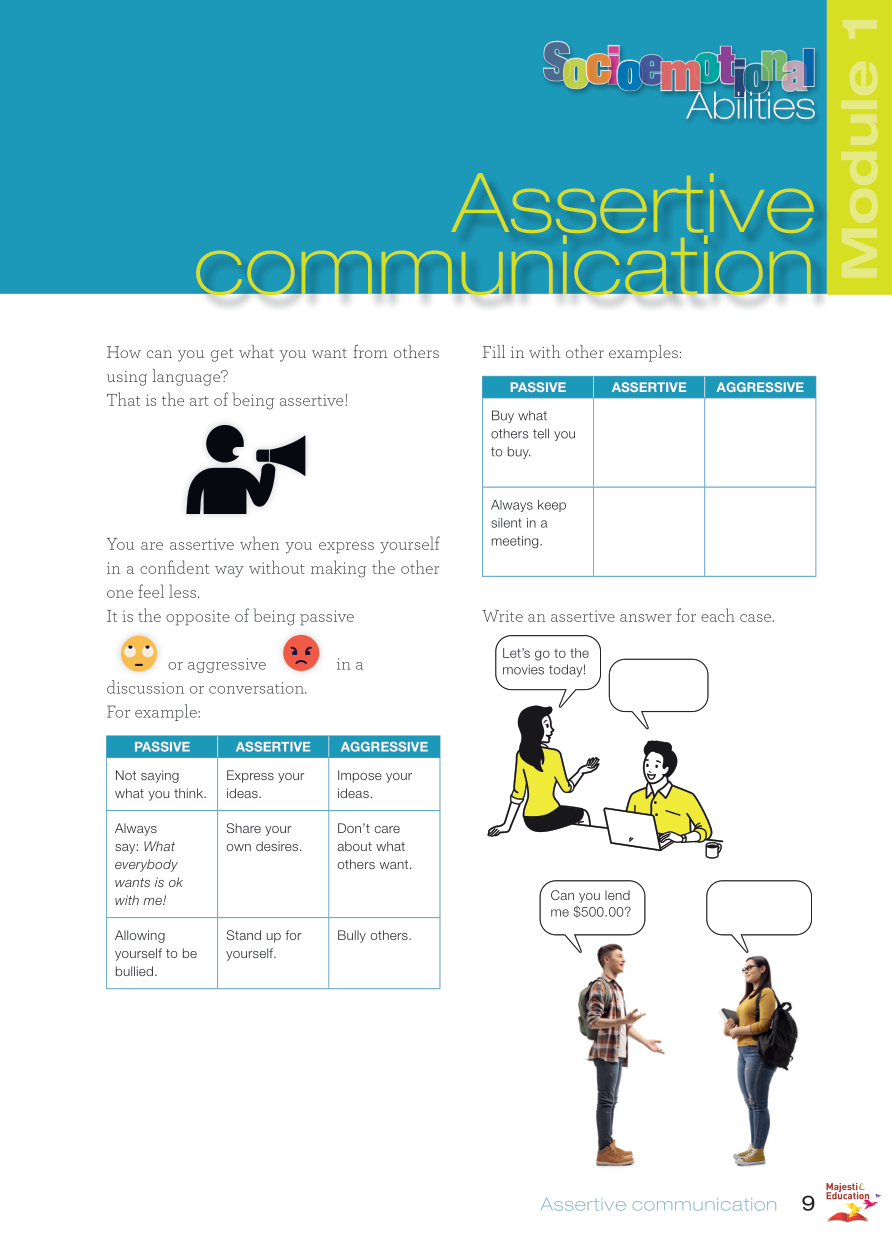 Socioemotional
Abilities
Module 1
Assertive
communication
How can you get what you want from others
using language?
That is the art of being assertive!
You are assertive when you express yourself
in a confident way without making the other
one feel less.
It is the opposite of being passive
or aggressive in a
discussion or conversation.
For example:
PASSIVE ASSERTIVE AGGRESSIVE
Not saying
what you think.
Express your
ideas.
Impose your
ideas.
Always
say: What
everybody
wants is ok
with me!
Share your
own desires.
Don't care
about what
others want.
Allowing
yourself to be
bullied.
Stand up for
yourself.
Bully others.
Fill in with other examples:
PASSIVE ASSERTIVE AGGRESSIVE
Buy what
others tell you
to buy.
Always keep
silent in a
meeting.
Write an assertive answer for each case.
Let's go to the
movies today!
Can you lend
me $500.00?
Assertive communication 9
Majestic
Education